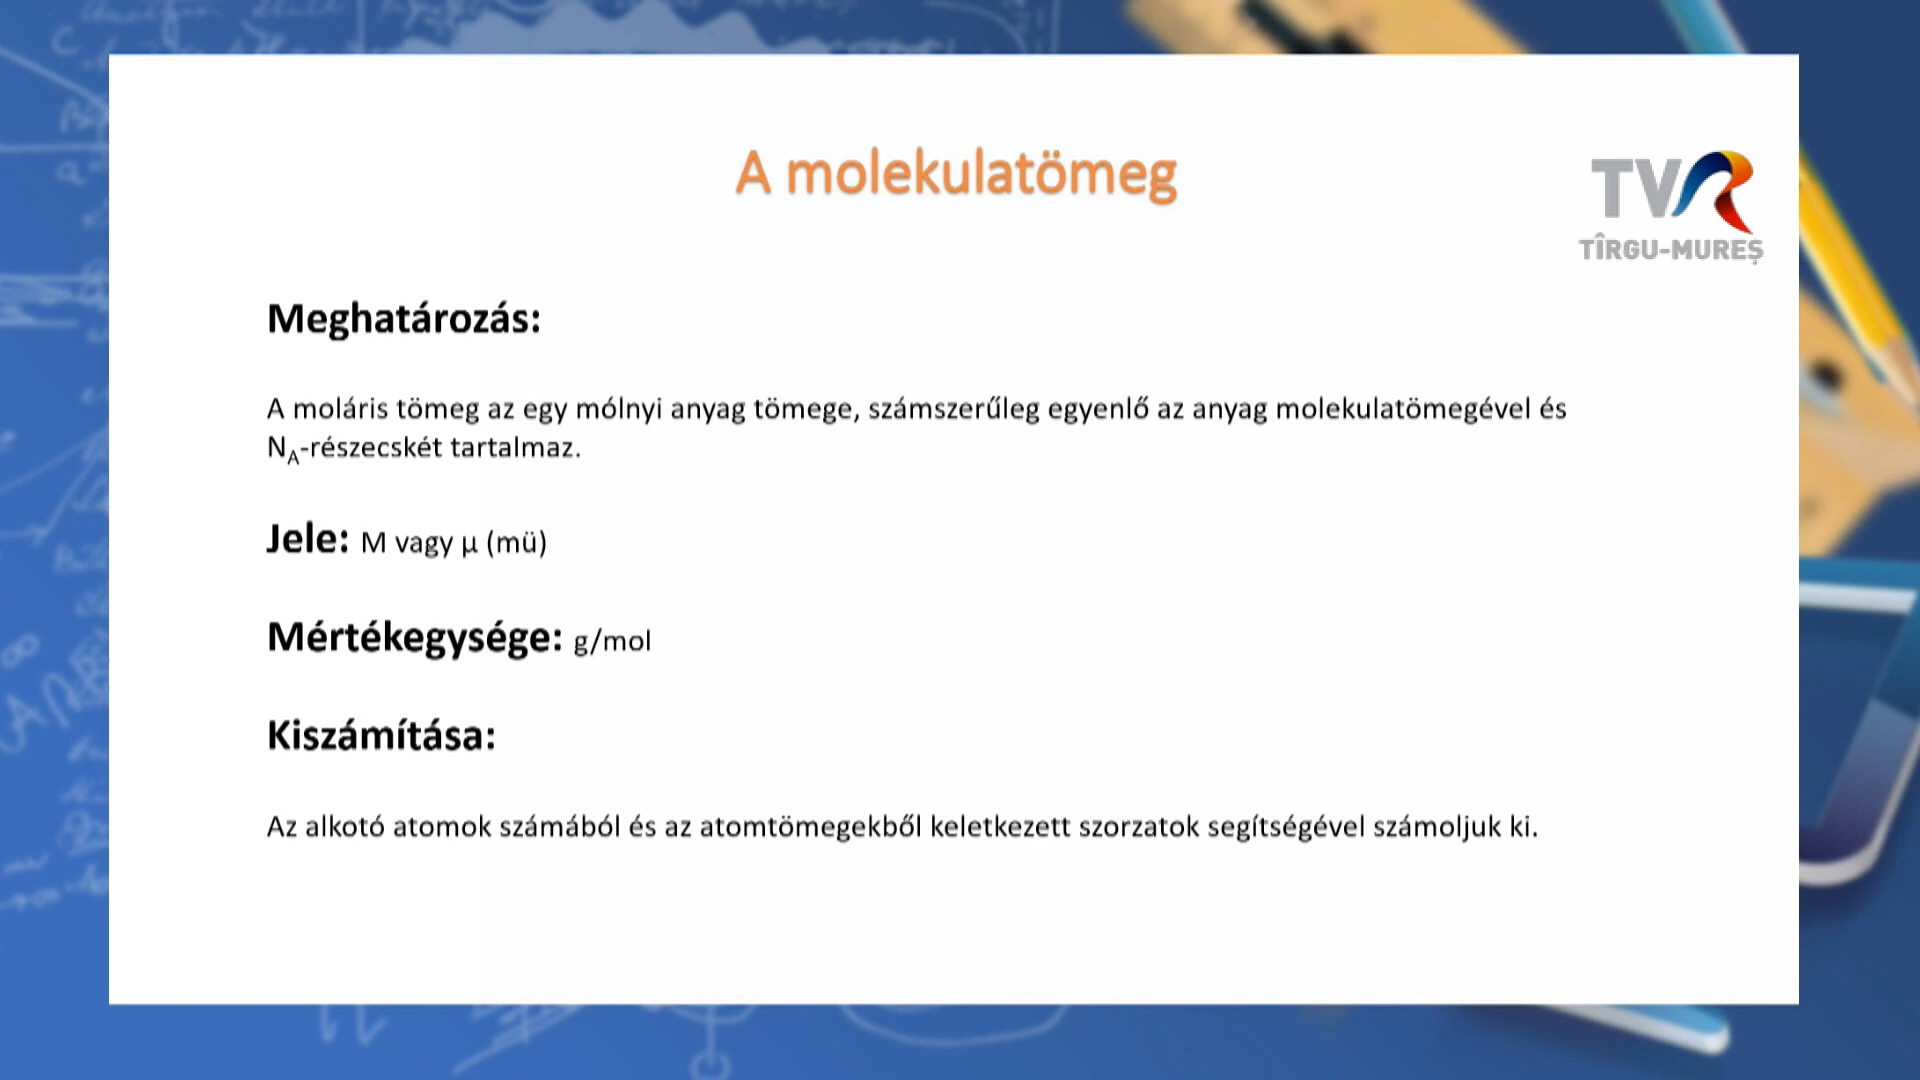 A molekulatömeg
TVR
TÎRGU-MUREȘ
Meghatározás:
A moláris tömeg az egy mólnyi anyag tömege, számszerűleg egyenlő az anyag molekulatömegével és
N_A-részecskét tartalmaz.
Jele: M vagy µ (mü)
Mértékegysége: g/mol
Kiszámítása:
Az alkotó atomok számából és az atomtömegekből keletkezett szorzatok segítségével számoljuk ki.